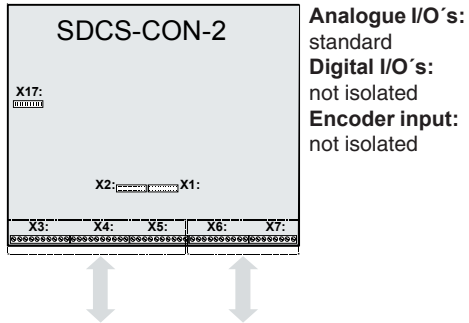 SDCS-CON-2
X17:
X2: X1:
X3: X4: X5: X6: X7:
Analogue I/O´s:
standard
Digital I/O´s:
not isolated
Encoder input:
not isolated